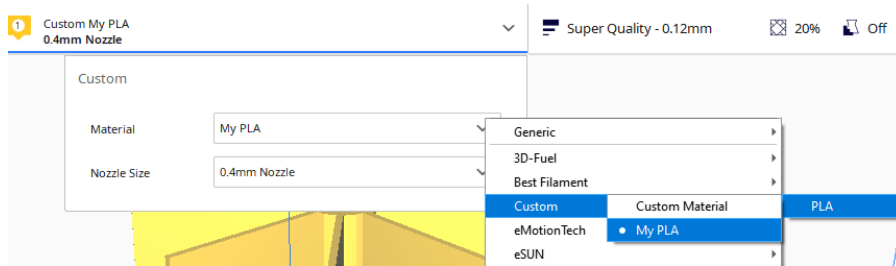 1
Custom My PLA
0.4mm Nozzle
Super Quality - 0.12mm
20%
Off
Custom
Material
My PLA
Nozzle Size
0.4mm Nozzle
Generic
3D-Fuel
Best Filament
Custom
eMotionTech
eSUN
Custom Material
My PLA
PLA